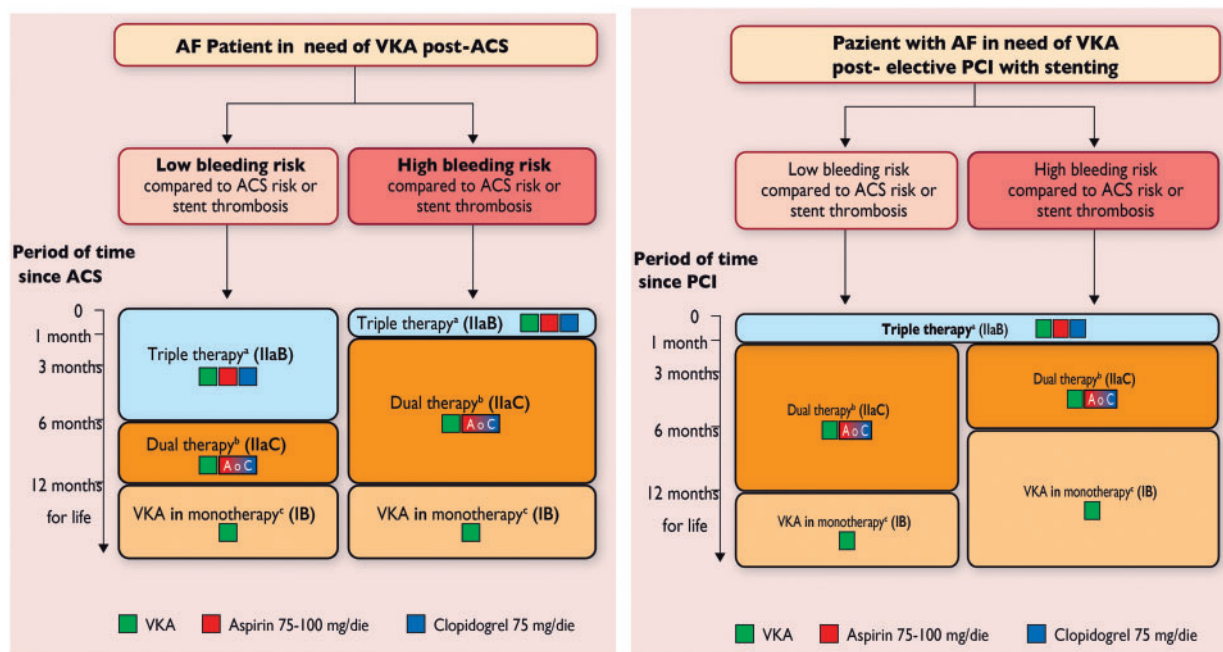 AF Patient in need of VKA post-ACS
Low bleeding risk
compared to ACS risk or
stent thrombosis
High bleeding risk
compared to ACS risk or
stent thrombosis
Period of time
since ACS
0
1 month
3 months
6 months
12 months
for life
Triple therapyᵃ (IIaB)
Dual therapyᵇ (IIaC)
A o C
VKA in monotherapyᶜ (IB)
Triple therapyᵃ (IIaB)
Dual therapyᵇ (IIaC)
A o C
VKA in monotherapyᶜ (IB)
VKA
Aspirin 75-100 mg/die
Clopidogrel 75 mg/die
Pazient with AF in need of VKA
post- elective PCI with stenting
Low bleeding risk
compared to ACS risk or
stent thrombosis
High bleeding risk
compared to ACS risk or
stent thrombosis
Period of time
since PCI
0
1 month
3 months
6 months
12 months
for life
Triple therapyᵃ (IIaB)
Dual therapyᵇ (IIaC)
A o C
VKA in monotherapyᶜ (IB)
Dual therapyᵇ (IIaC)
A o C
VKA in monotherapyᶜ (IB)
VKA
Aspirin 75-100 mg/die
Clopidogrel 75 mg/die